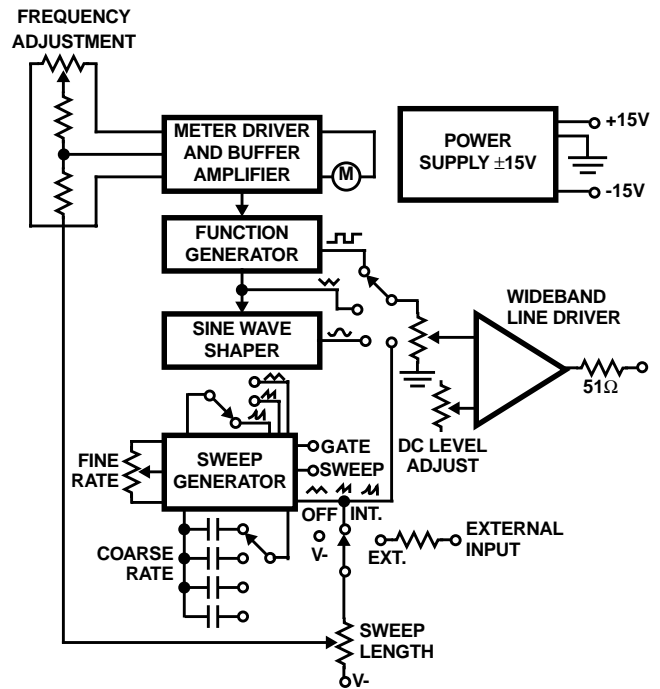 FREQUENCY
ADJUSTMENT
METER DRIVER
AND BUFFER
AMPLIFIER
M
POWER
SUPPLY ±15V
+15V
-15V
FUNCTION
GENERATOR
SINE WAVE
SHAPER
WIDEBAND
LINE DRIVER
51Ω
DC LEVEL
ADJUST
FINE
RATE
SWEEP
GENERATOR
GATE
SWEEP
OFF
INT.
V-
EXT.
EXTERNAL
INPUT
COARSE
RATE
SWEEP
LENGTH
V-